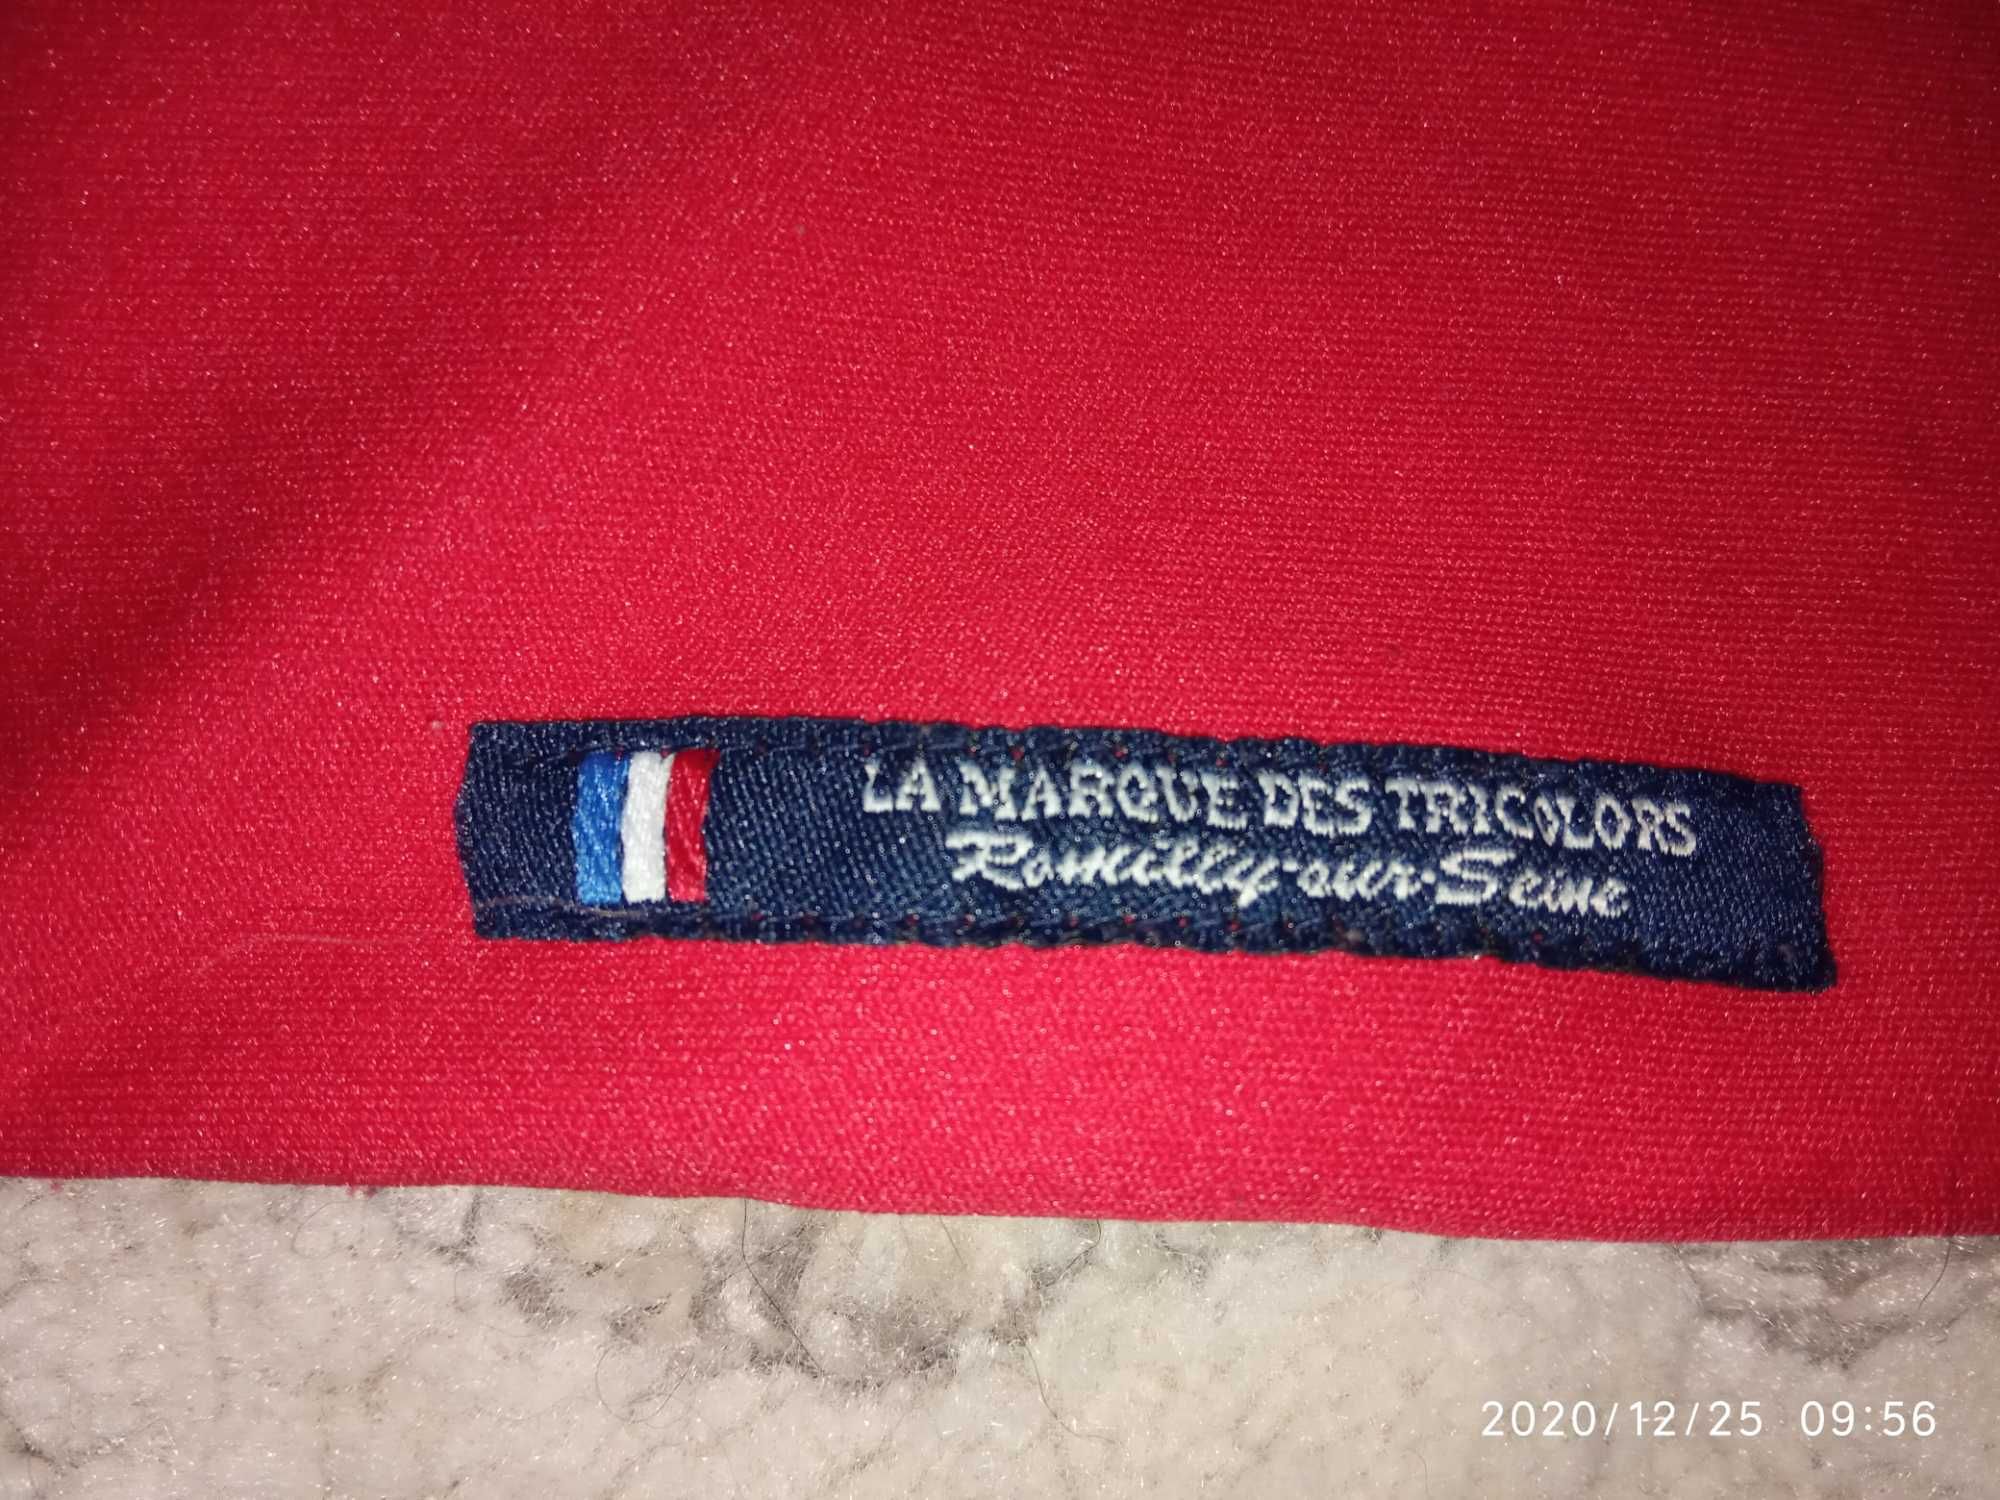 LA MARQUE DES TRICOLORS
Romilly-sur-Seine
2020/12/25 09:56